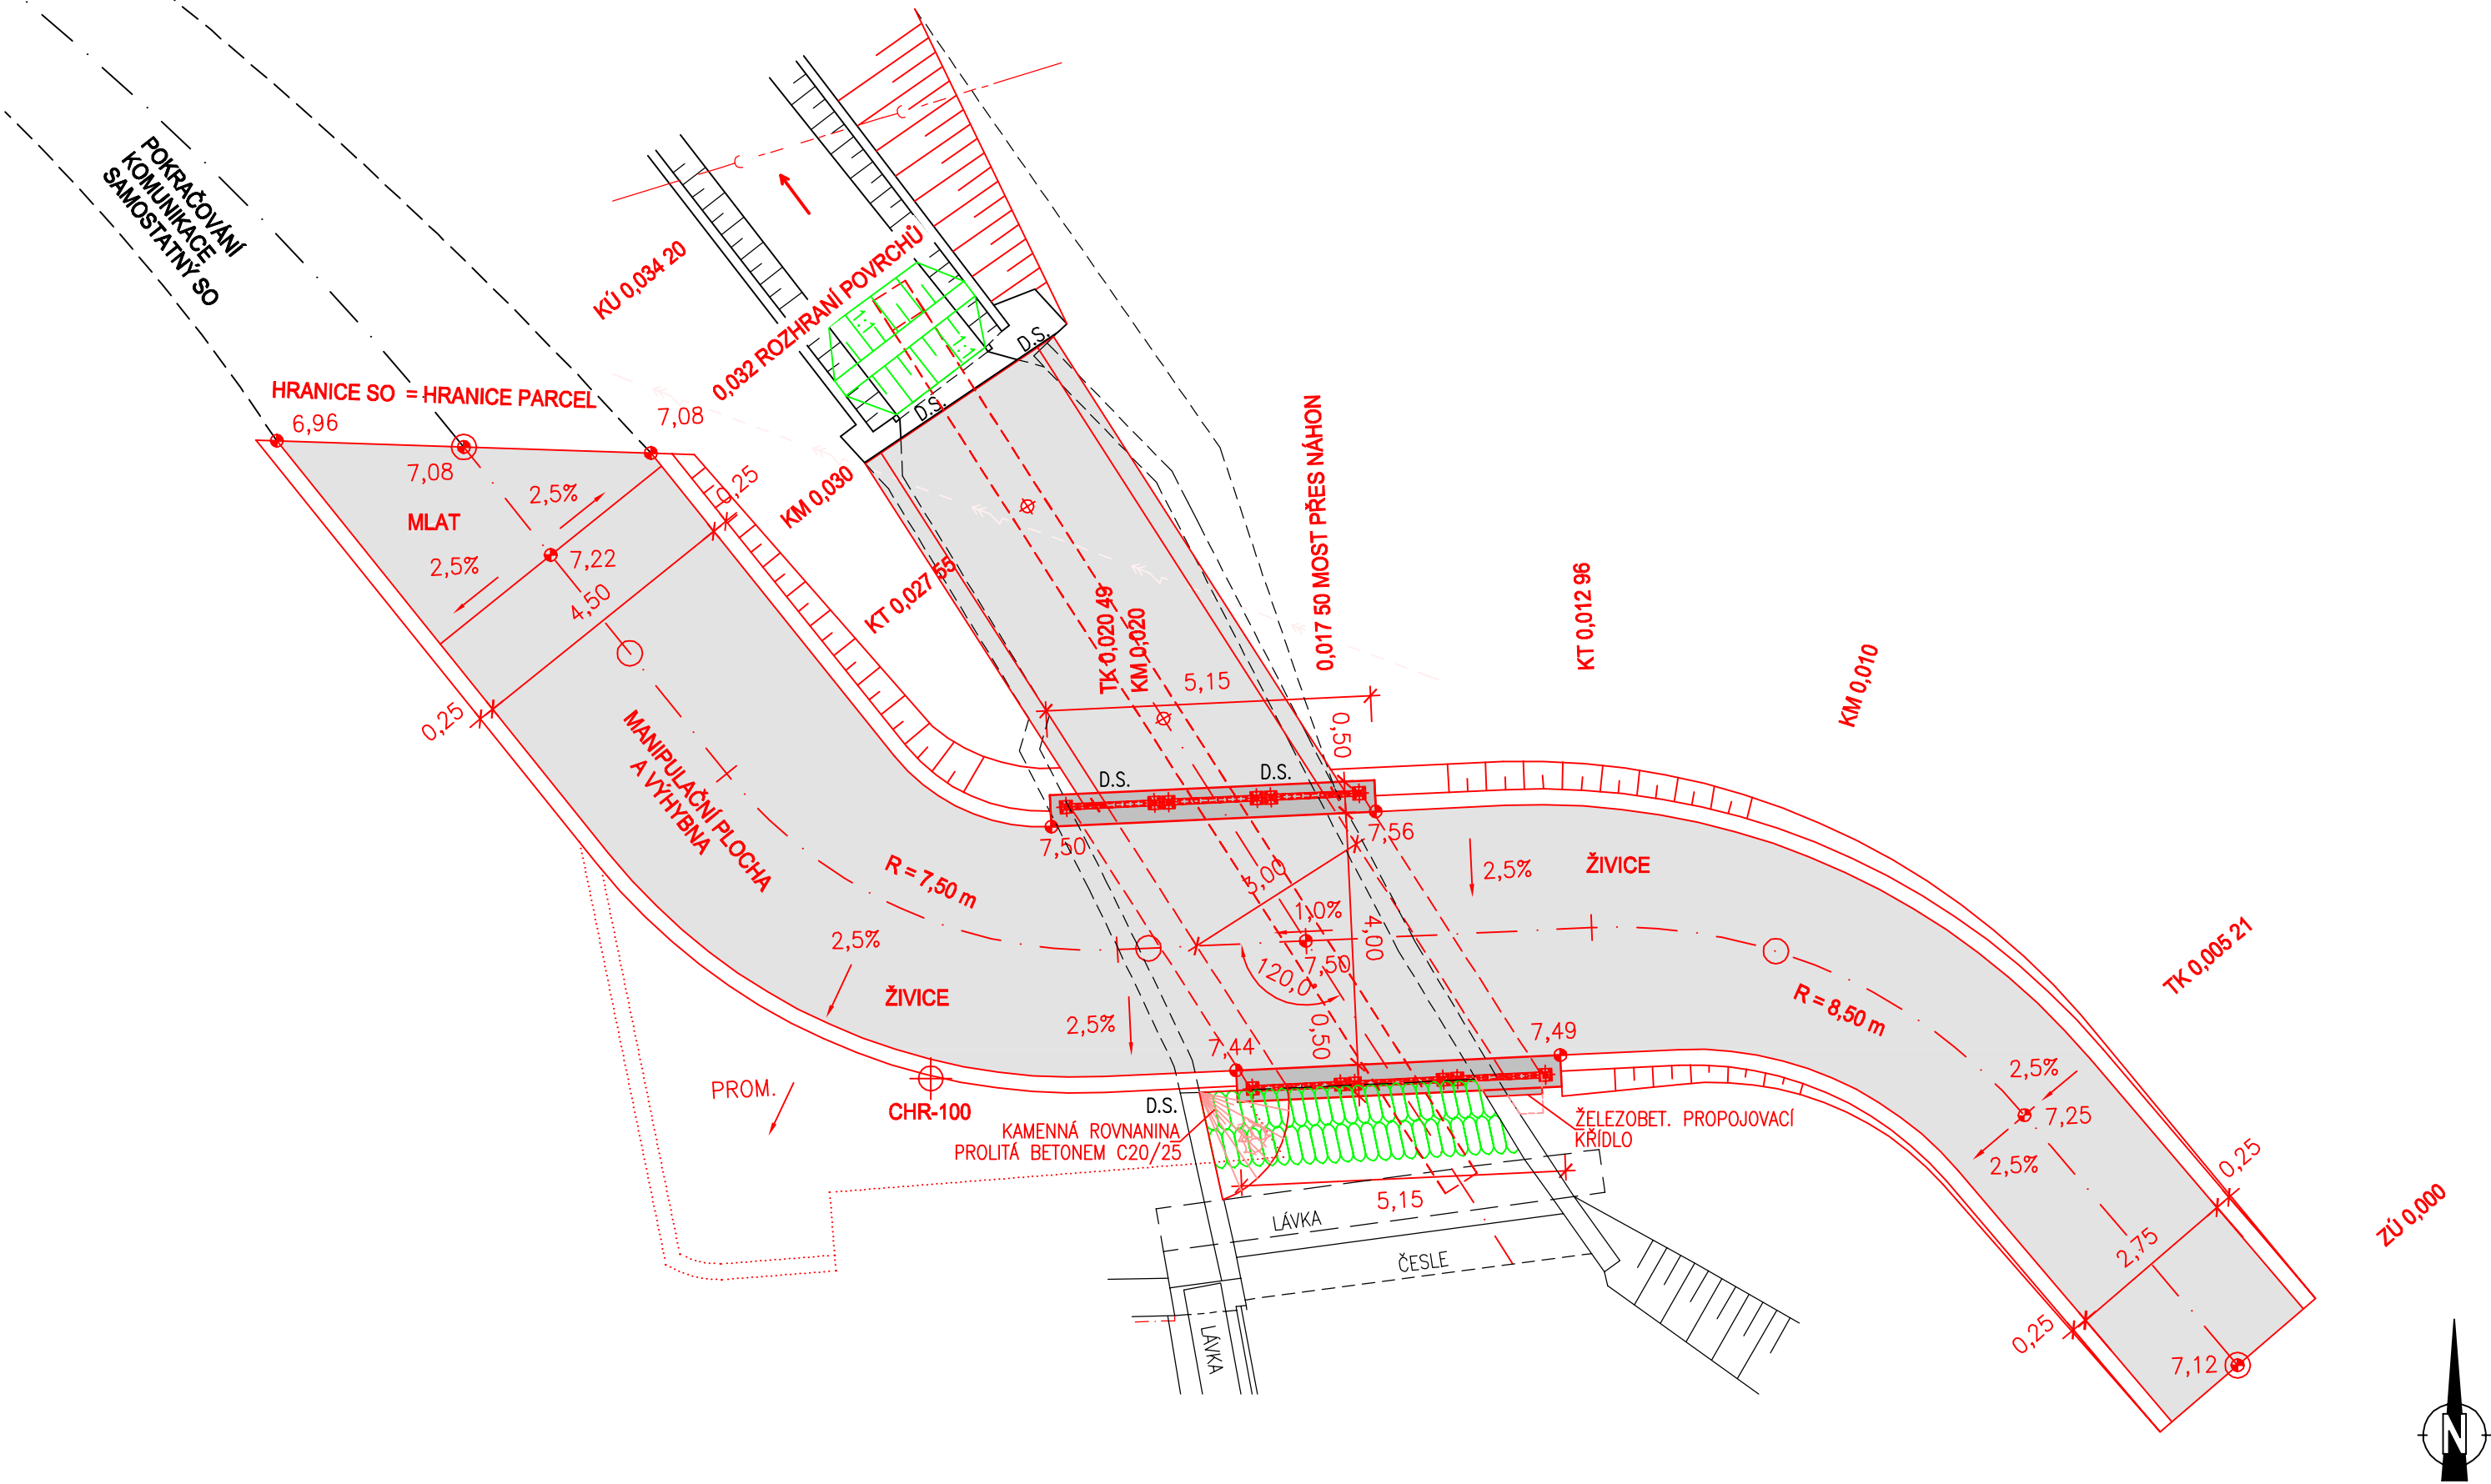 POKRAČOVÁNÍ
KOMUNIKACE
SAMOSTATNÝ SO
KÚ 0,034 20
0,032 ROZHRANÍ POVRCHŮ
1:1
1:1
D.S.
D.S.
HRANICE SO = HRANICE PARCEL
6,96
7,08
7,08
2,5%
0,25
MLAT
2,5%
7,22
4,50
KM 0,030
KT 0,027 55
0,25
MANIPULAČNÍ PLOCHA
A VÝHYBNA
TK 0,020 49
KM 0,020
0,017 50 MOST PŘES NÁHON
KT 0,012 96
KM 0,010
5,15
0,50
D.S.
D.S.
7,50
7,56
R = 7,50 m
5,00
2,5%
ŽIVICE
1,0%
4,00
2,5%
7,50
120,0°
TK 0,005 21
ŽIVICE
R = 8,50 m
2,5%
0,50
7,44
7,49
2,5%
PROM.
CHR-100
D.S.
7,25
KAMENNÁ ROVNANINA
PROLITÁ BETONEM C20/25
ŽELEZOBET. PROPOJOVACÍ
KŘÍDLO
2,5%
0,25
5,15
LÁVKA
ČESLE
2,75
ZÚ 0,000
0,25
LÁVKA
7,12
N